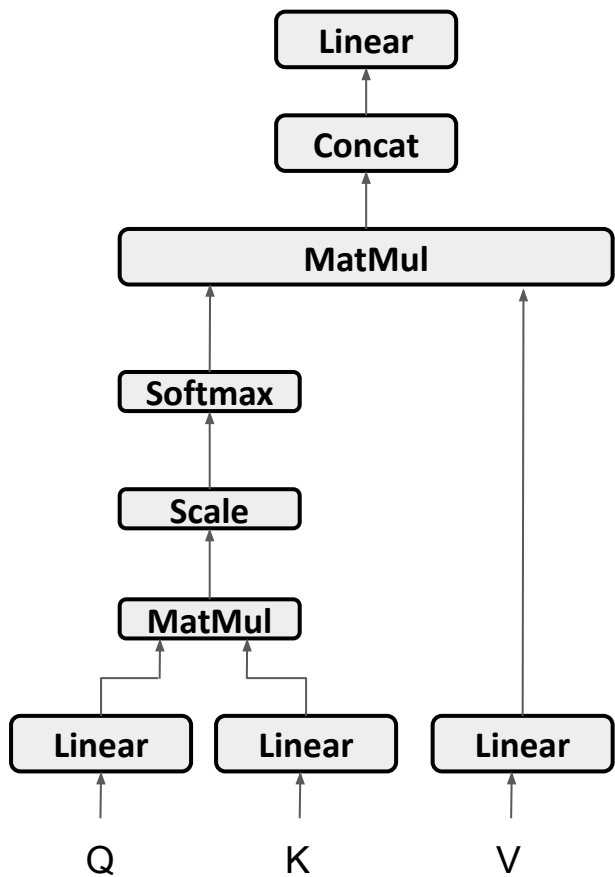 Linear
Concat
MatMul
Softmax
Scale
MatMul
Linear Linear Linear
Q K V